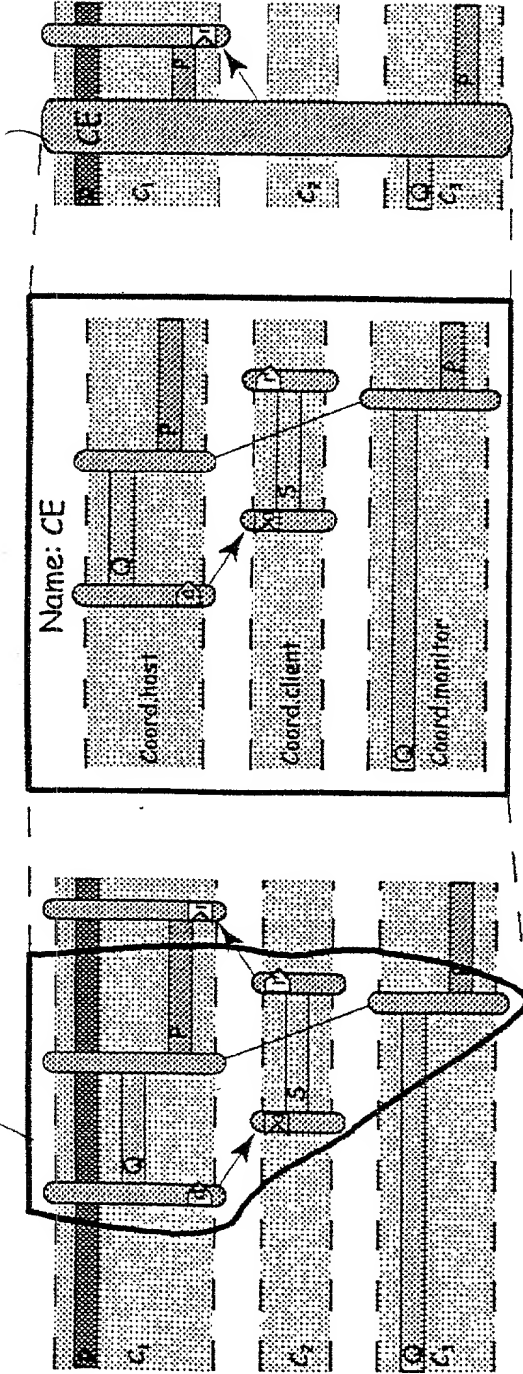 Q
P
C₁
S
C₂
Q
C₃
Name: CE
Q
P
Coord.host
X
S
r
Coord.client
Q
P
Coord.monitor
CE
P
C₁
C₂
Q
P
C₃